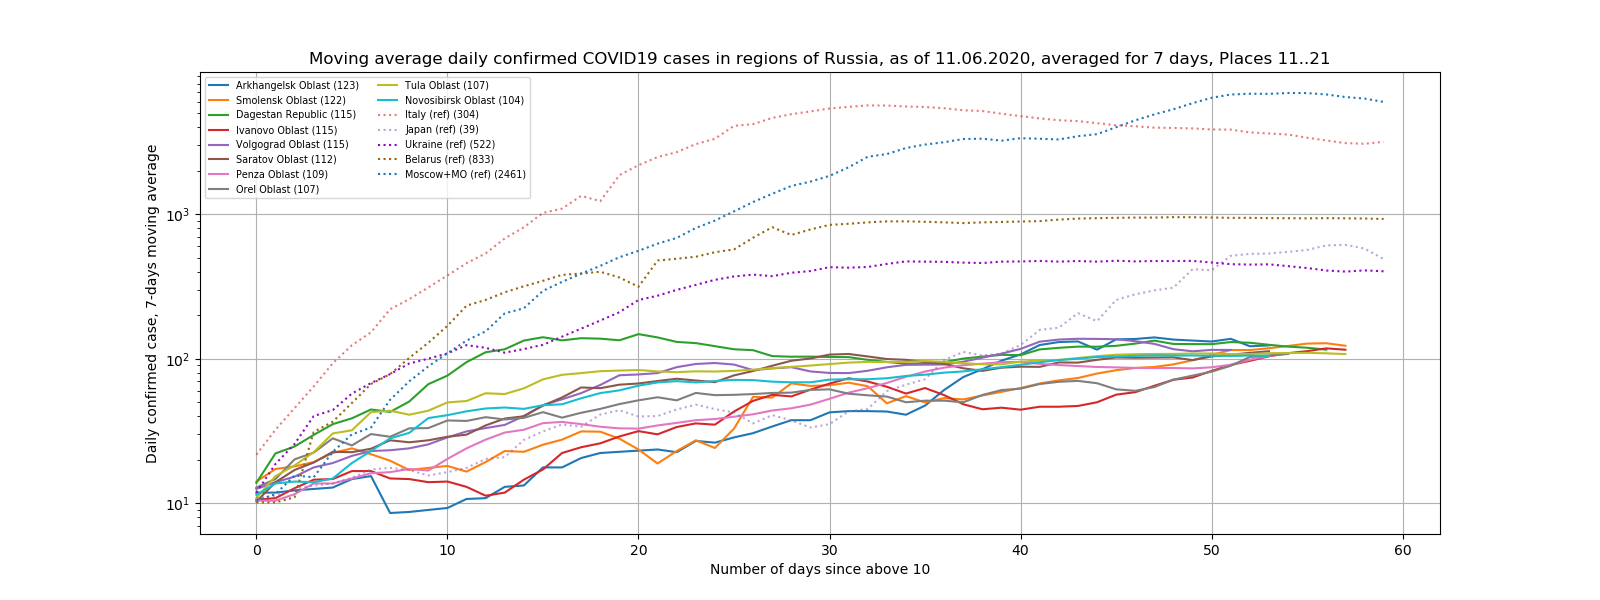 Moving average daily confirmed COVID19 cases in regions of Russia, as of 11.06.2020, averaged for 7 days, Places 11..21
Arkhangelsk Oblast (123)
Smolensk Oblast (122)
Dagestan Republic (115)
Ivanovo Oblast (115)
Volgograd Oblast (115)
Saratov Oblast (112)
Penza Oblast (109)
Orel Oblast (107)
Tula Oblast (107)
Novosibirsk Oblast (104)
Italy (ref) (304)
Japan (ref) (39)
Ukraine (ref) (522)
Belarus (ref) (833)
Moscow+MO (ref) (2461)
Daily confirmed case, 7-days moving average
10³
10²
10¹
0 10 20 30 40 50 60
Number of days since above 10